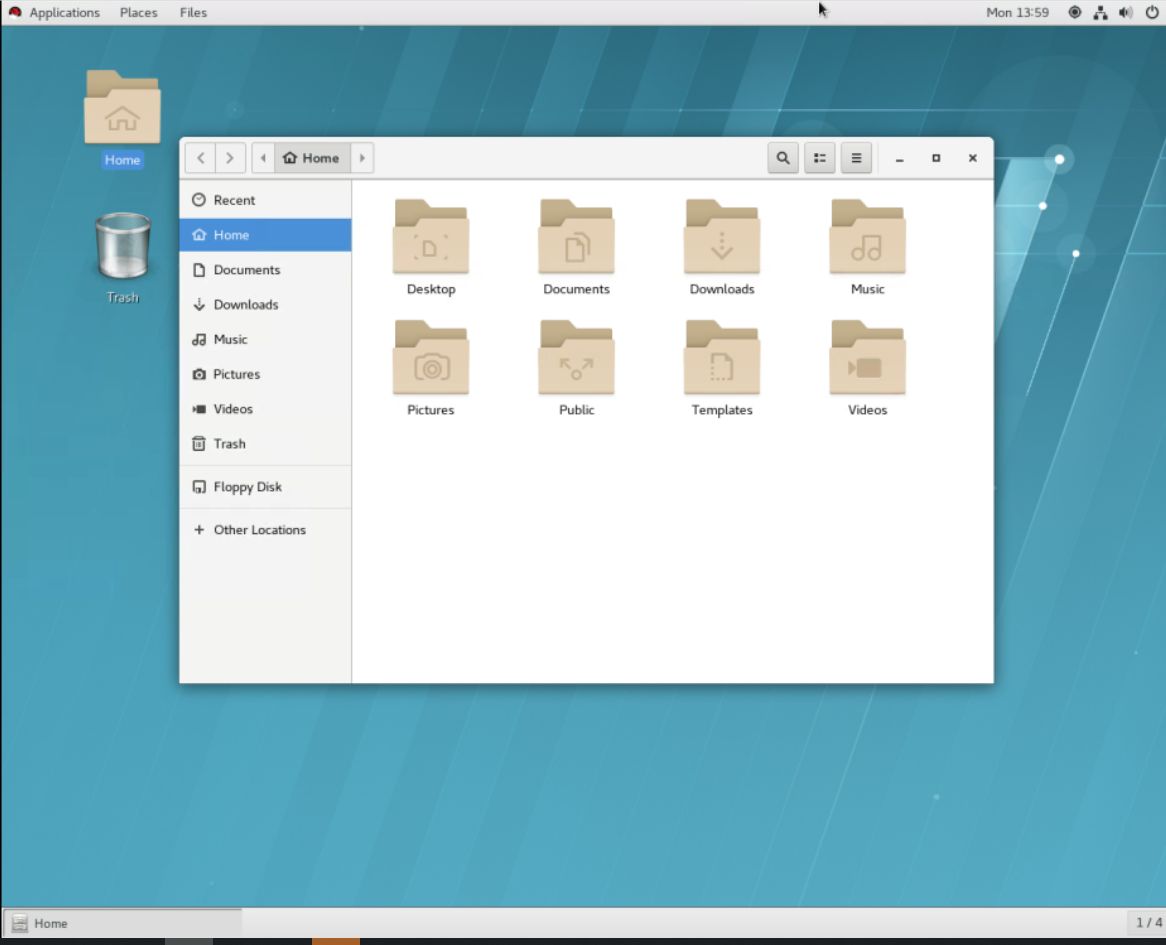 Applications Places Files Mon 13:59
Home
Trash
Home
Recent
Home
Documents
Downloads
Music
Pictures
Videos
Trash
Floppy Disk
Other Locations
Desktop Documents Downloads Music
Pictures Public Templates Videos
Home 1 / 4